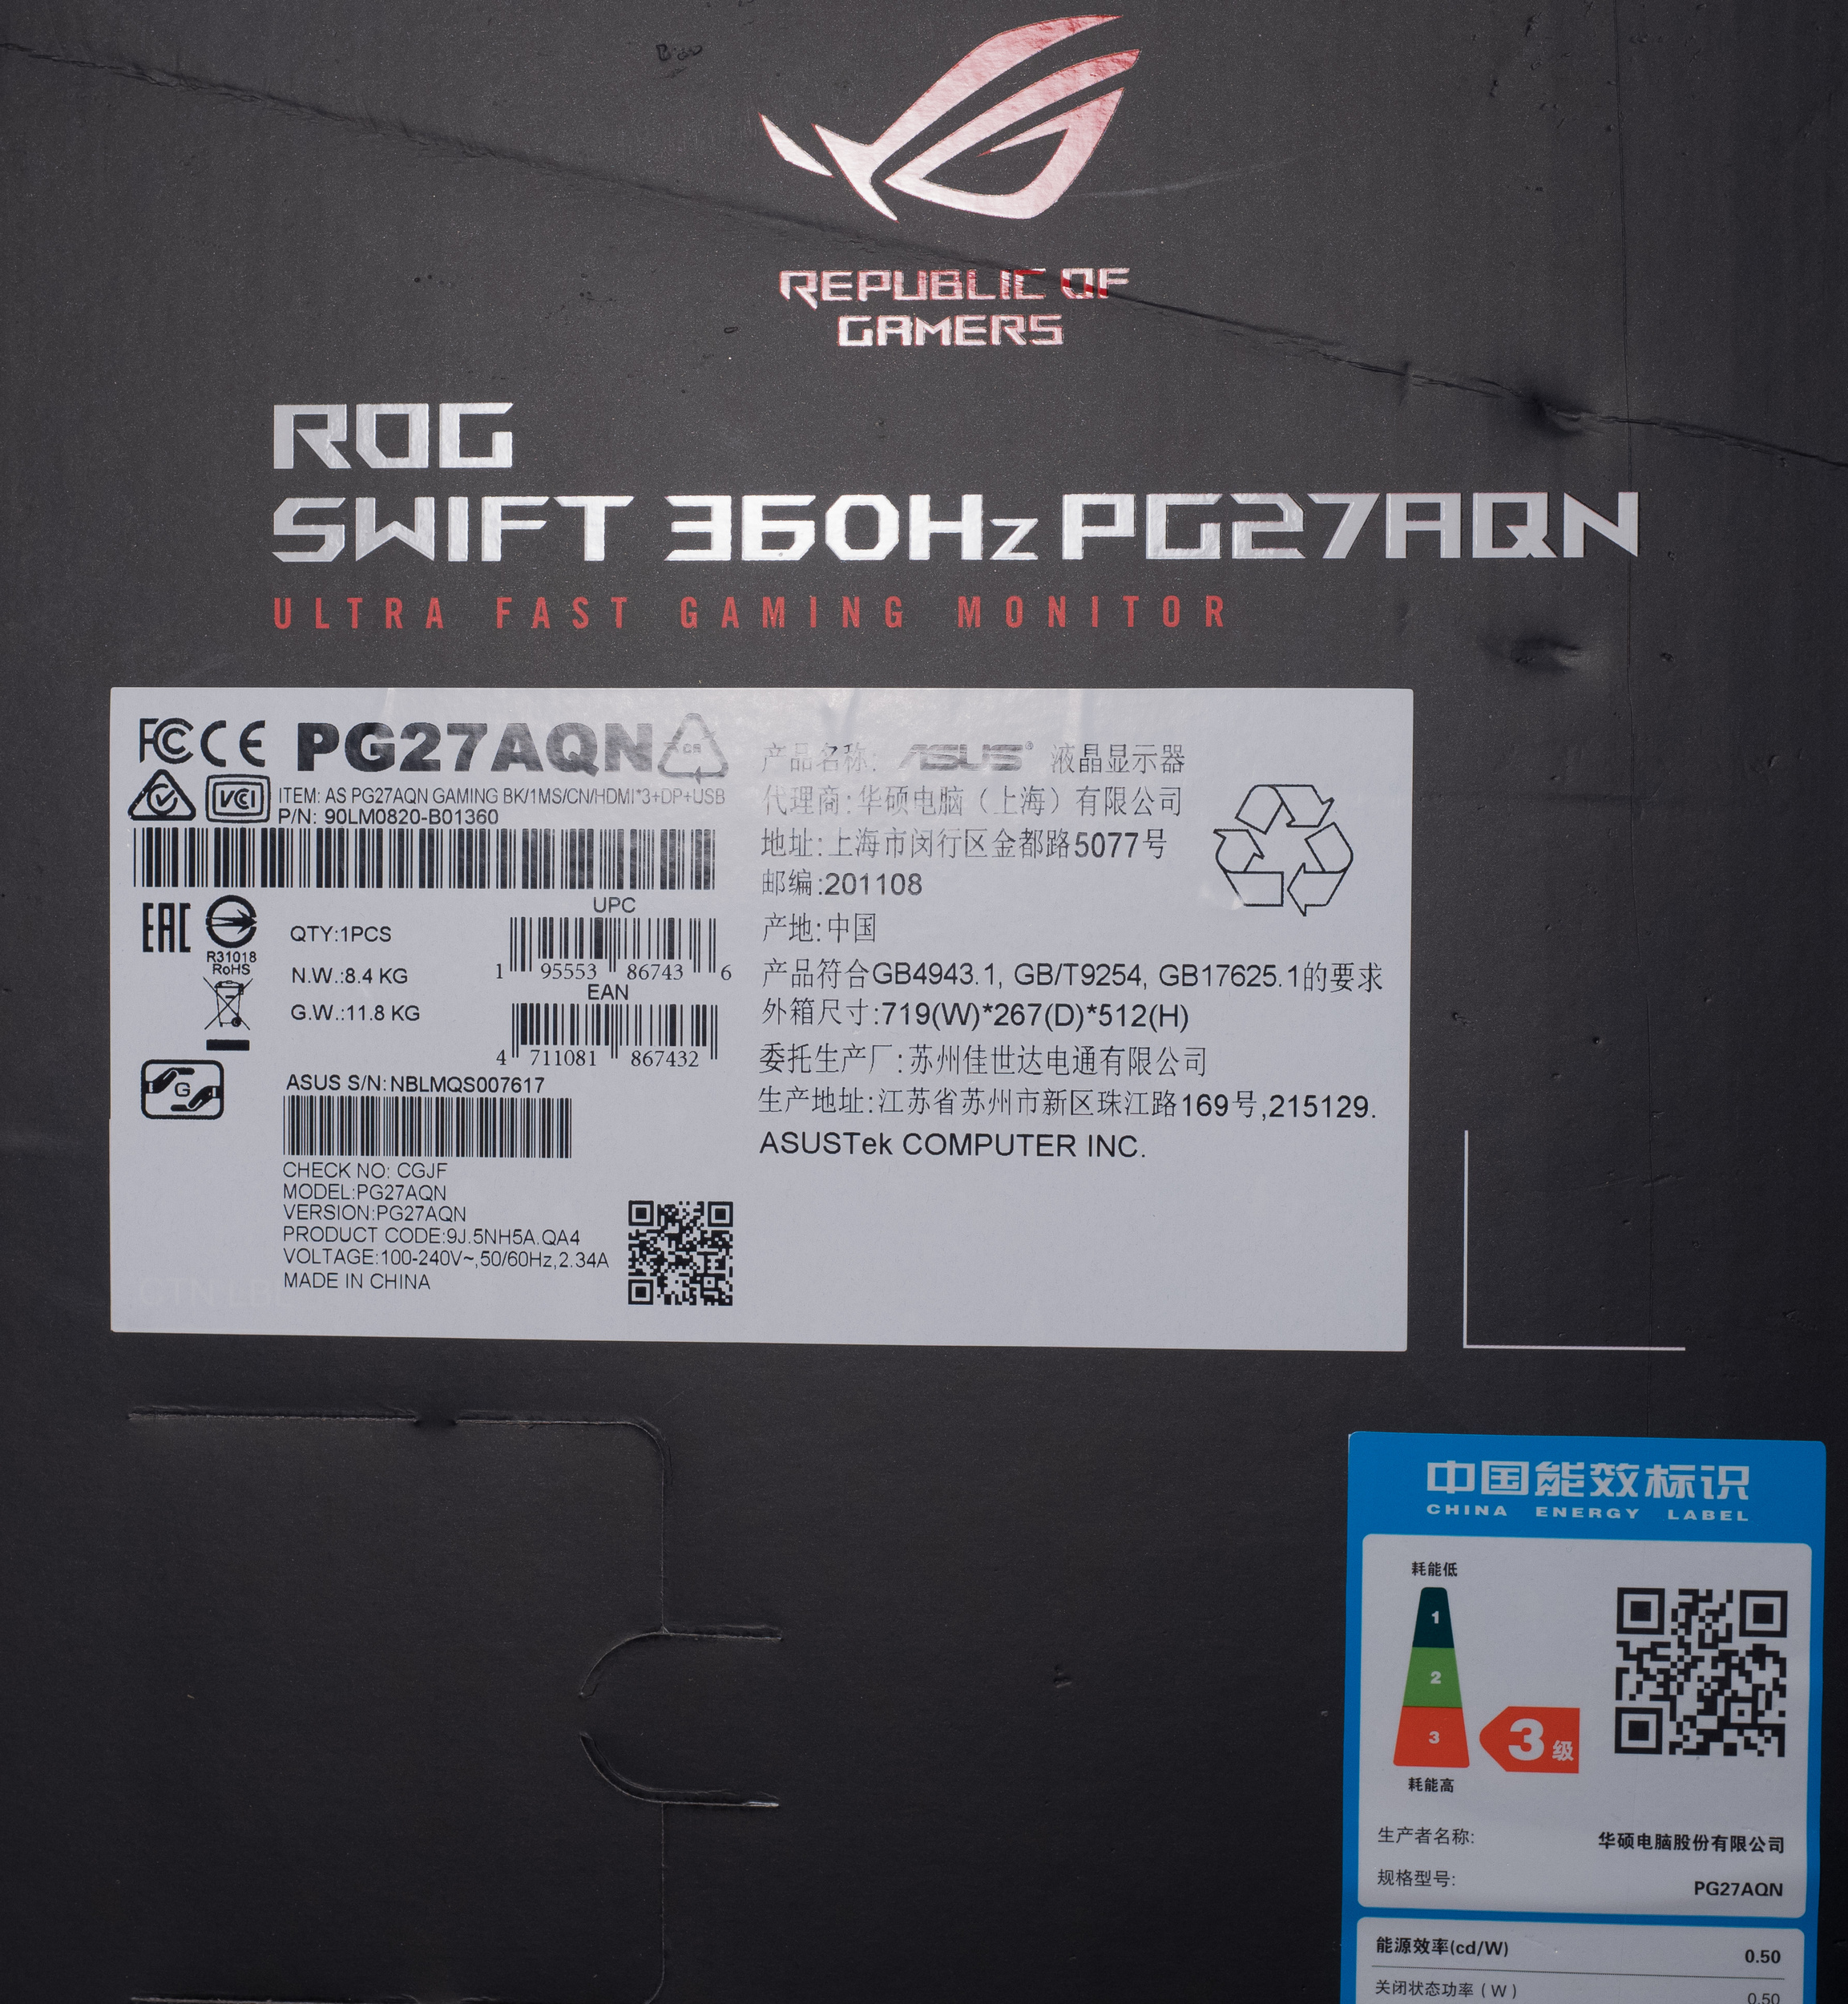 REPUBLIC OF
GAMERS
ROG
SWIFT 360Hz PG27AQN
ULTRA FAST GAMING MONITOR
FC CE PG27AQN
VCCI
ITEM: AS PG27AQN GAMING BK/1MS/CN/HDMI*3+DP+USB
P/N: 90LM0820-B01360
UPC
EAC
R31018
RoHS
QTY:1PCS
N.W.:8.4 KG
G.W.:11.8 KG
1 95553 86743 6
EAN
4 711081 867432
G
ASUS S/N:NBLMQS007617
CHECK NO: CGJF
MODEL:PG27AQN
VERSION:PG27AQN
PRODUCT CODE:9J.5NH5A.QA4
VOLTAGE:100-240V~,50/60Hz,2.34A
MADE IN CHINA
产品名称: ASUS® 液晶显示器
代理商:华硕电脑（上海）有限公司
地址:上海市闵行区金都路5077号
邮编:201108
产地:中国
产品符合GB4943.1, GB/T9254, GB17625.1的要求
外箱尺寸:719(W)*267(D)*512(H)
委托生产厂:苏州佳世达电通有限公司
生产地址:江苏省苏州市新区珠江路169号,215129.
ASUSTek COMPUTER INC.
中国能效标识
CHINA ENERGY LABEL
耗能低
1
2
3
3级
耗能高
生产者名称: 华硕电脑股份有限公司
规格型号: PG27AQN
能源效率(cd/W) 0.50
关闭状态功率（W） 0.50